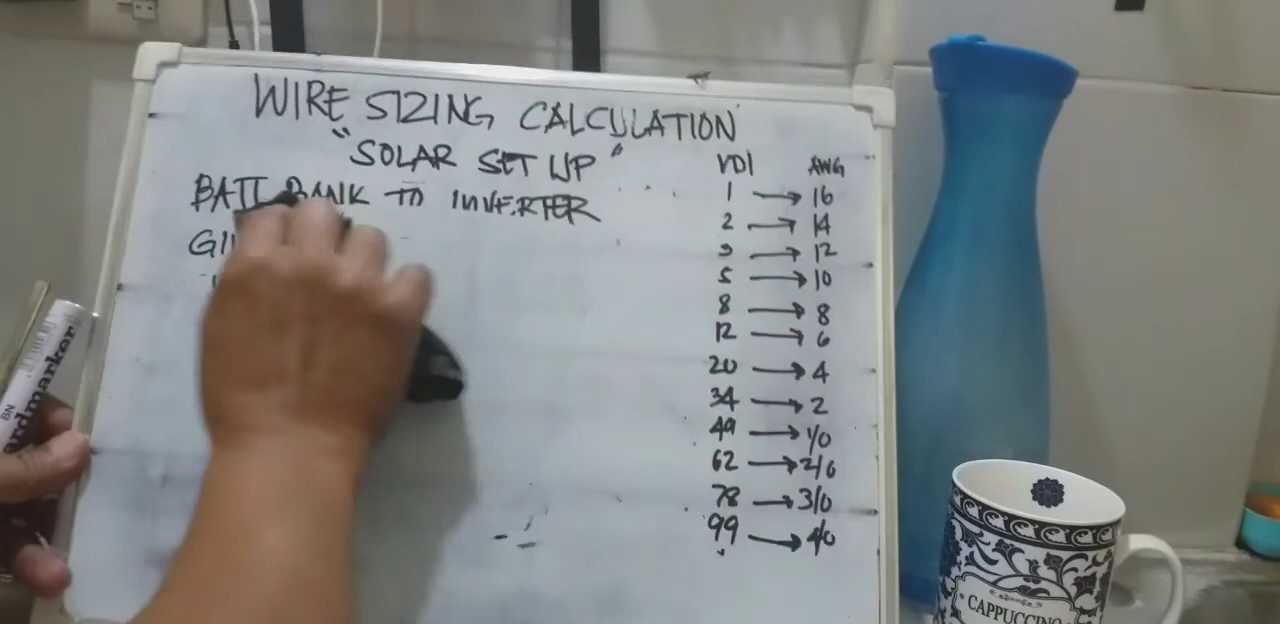 WIRE SIZING CALCULATION
"SOLAR SET UP"
BATT BANK TO INVERTER
VDI AWG
1 → 16
2 → 14
3 → 12
5 → 10
8 → 8
12 → 6
20 → 4
34 → 2
49 → 1/0
62 → 2/0
78 → 3/0
99 → 4/0
BN
ardmarker
CAPPUCCINO